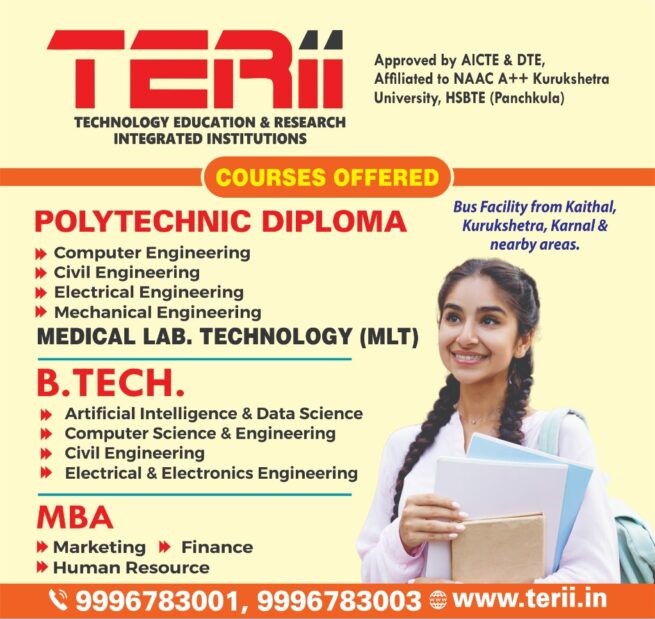 TERii
TECHNOLOGY EDUCATION & RESEARCH
INTEGRATED INSTITUTIONS
Approved by AICTE & DTE,
Affiliated to NAAC A++ Kurukshetra
University, HSBTE (Panchkula)
COURSES OFFERED
POLYTECHNIC DIPLOMA
Computer Engineering
Civil Engineering
Electrical Engineering
Mechanical Engineering
MEDICAL LAB. TECHNOLOGY (MLT)
Bus Facility from Kaithal,
Kurukshetra, Karnal &
nearby areas.
B.TECH.
Artificial Intelligence & Data Science
Computer Science & Engineering
Civil Engineering
Electrical & Electronics Engineering
MBA
Marketing Finance
Human Resource
9996783001, 9996783003 www.terii.in